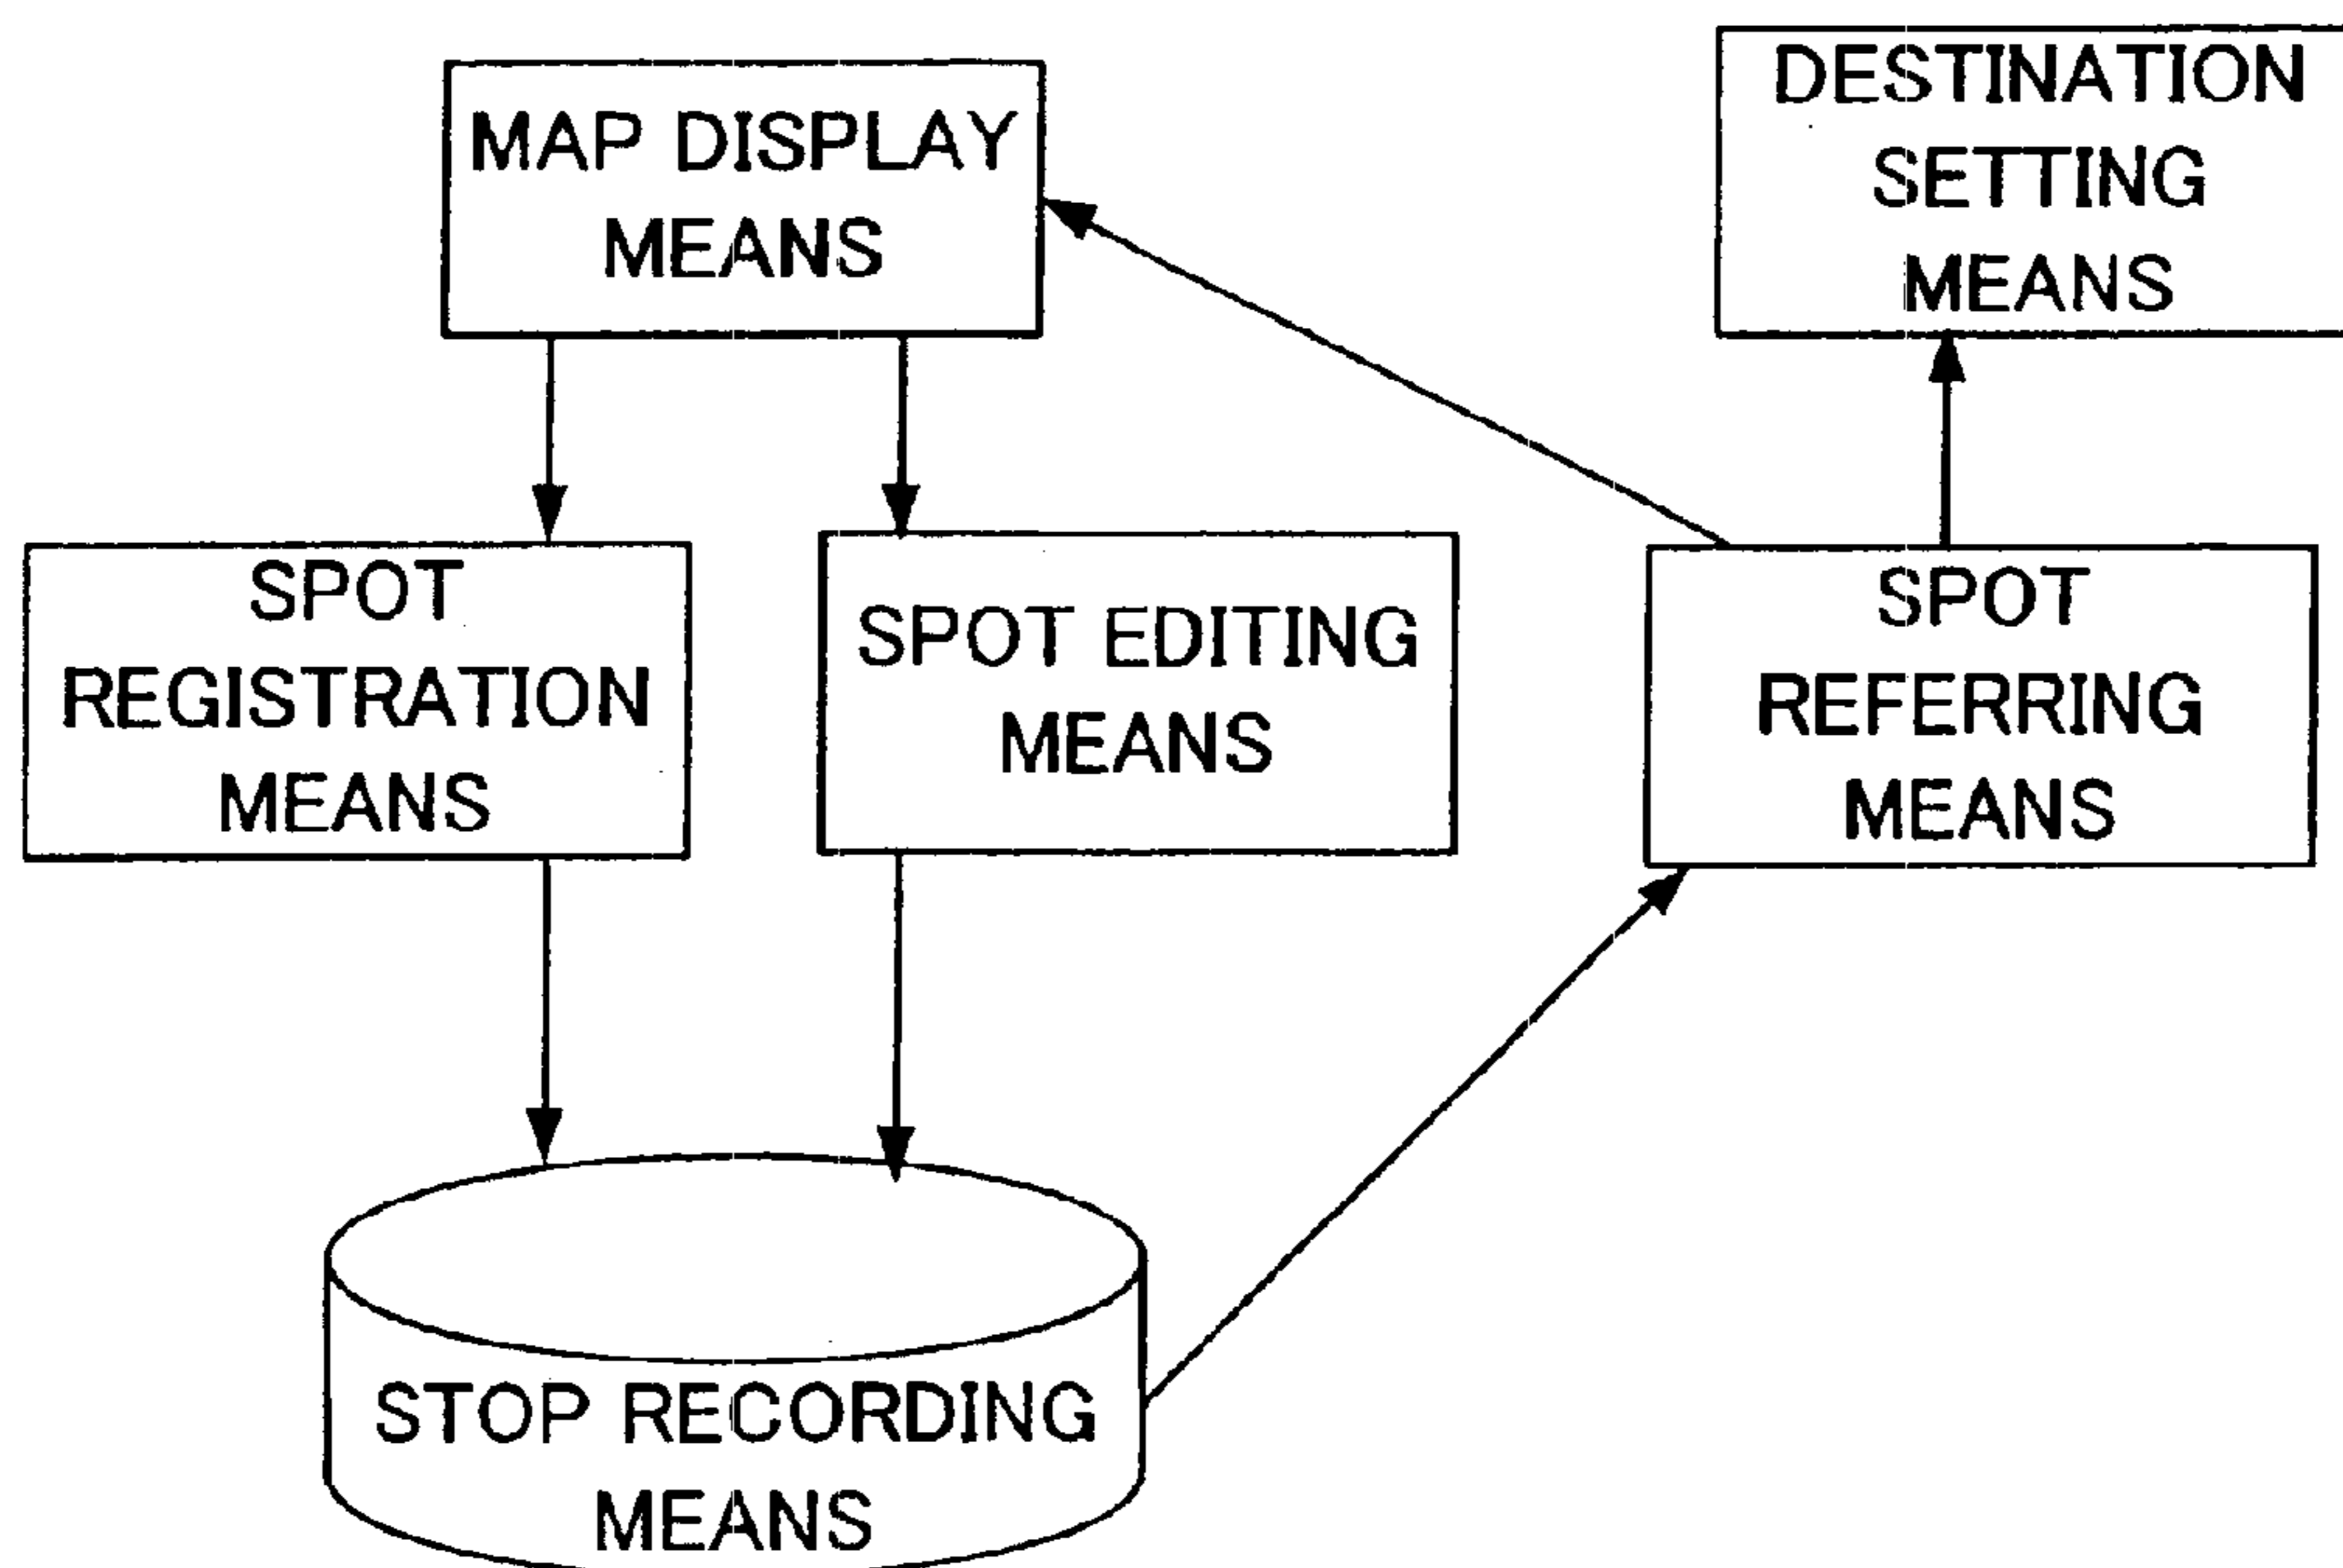 MAP DISPLAY
MEANS
DESTINATION
SETTING
MEANS
SPOT
REGISTRATION
MEANS
SPOT EDITING
MEANS
SPOT
REFERRING
MEANS
STOP RECORDING
MEANS